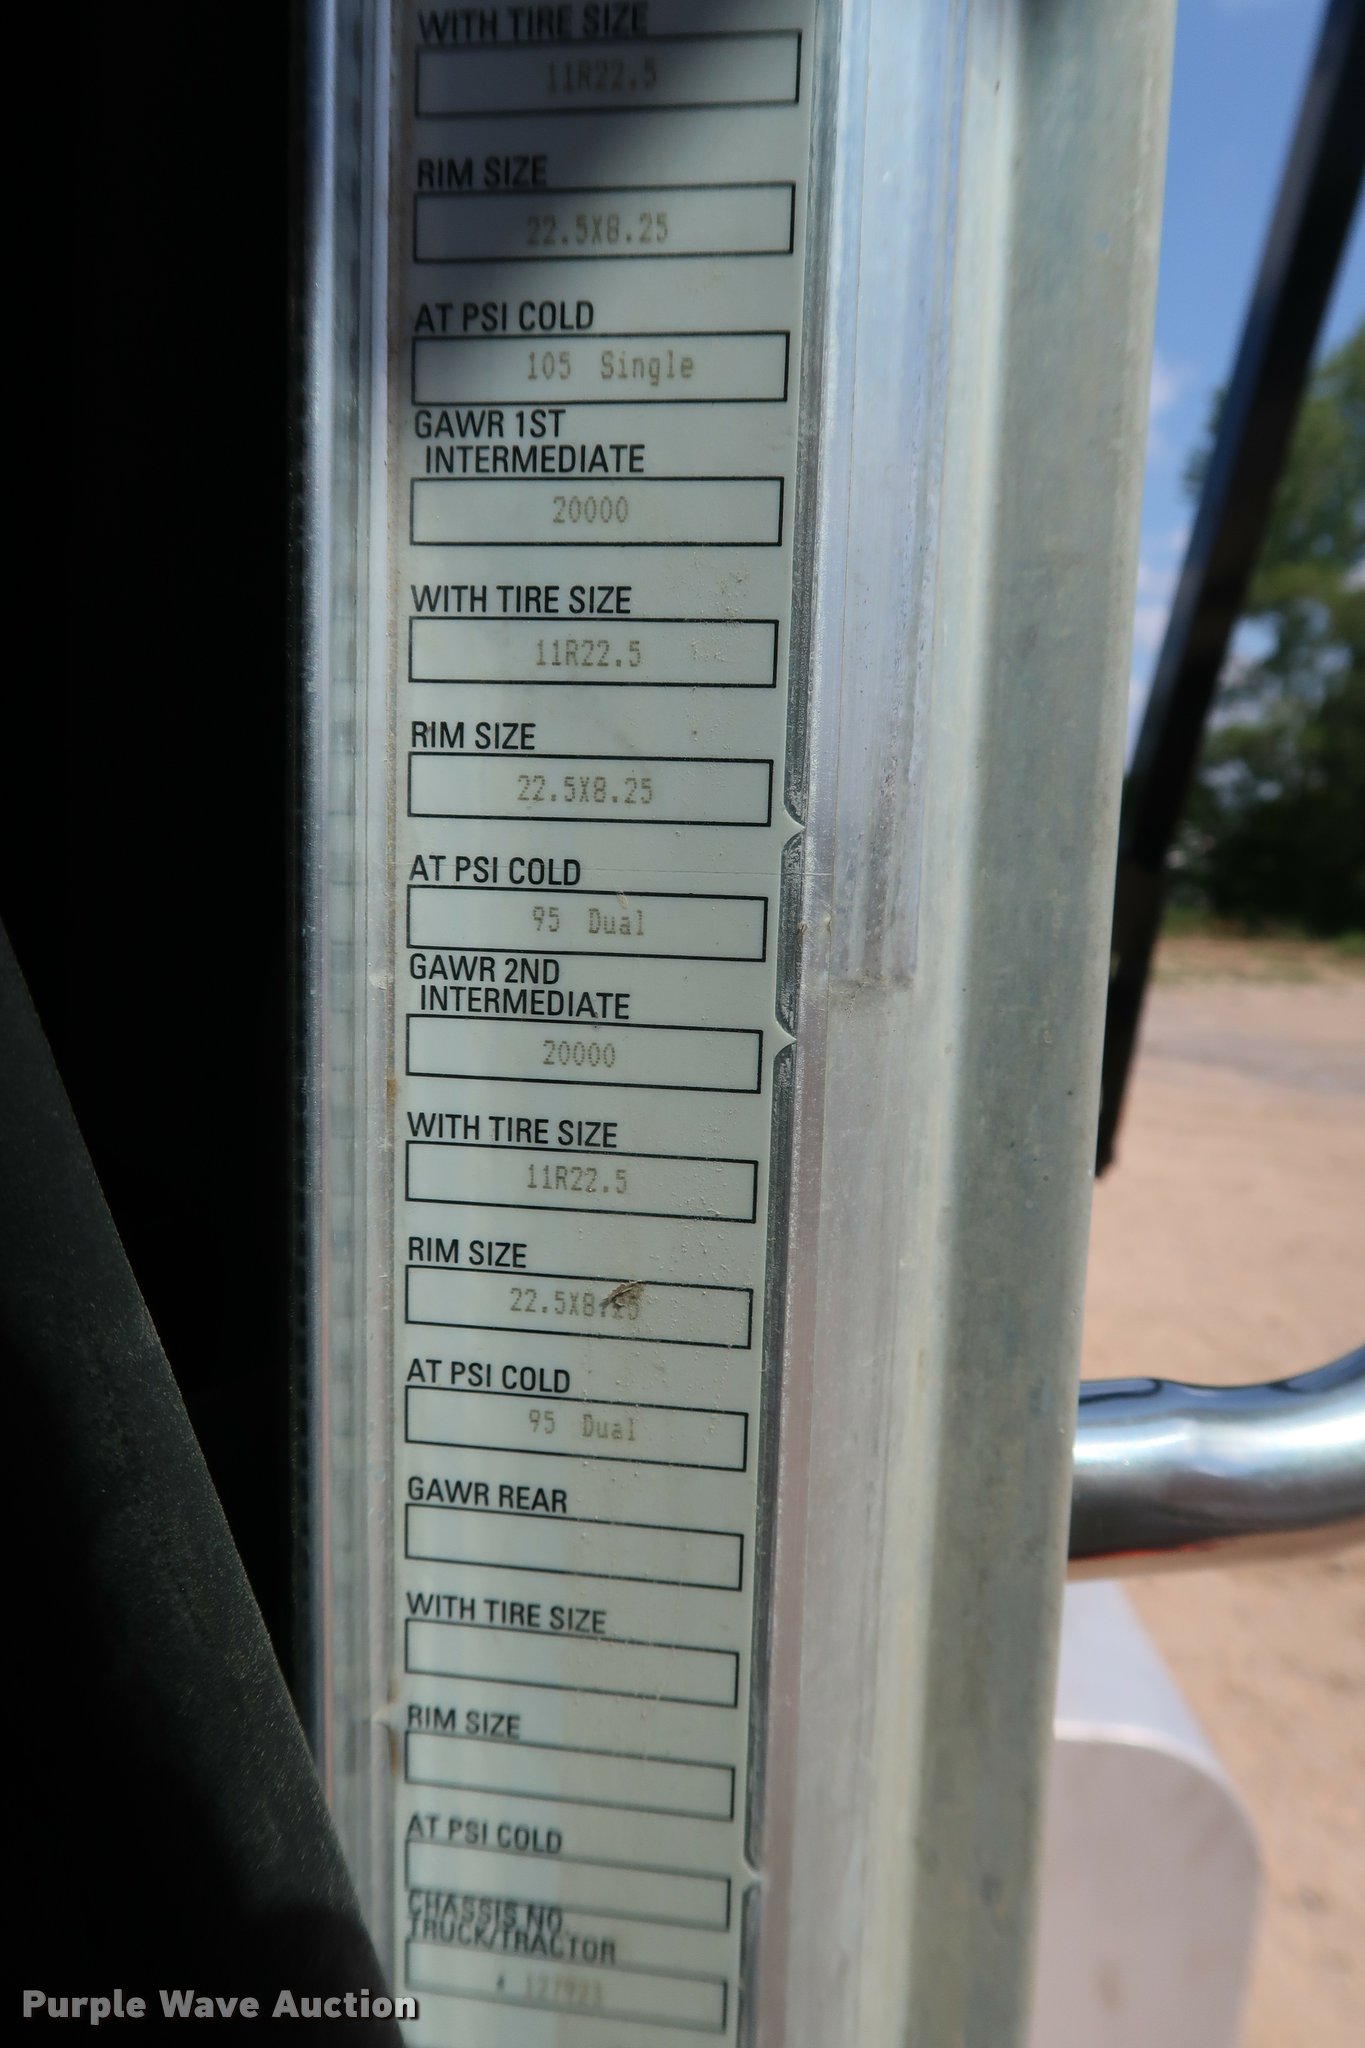 WITH TIRE SIZE
11R22.5
RIM SIZE
22.5X8.25
AT PSI COLD
105 Single
GAWR 1ST
INTERMEDIATE
20000
WITH TIRE SIZE
11R22.5
RIM SIZE
22.5X8.25
AT PSI COLD
95 Dual
GAWR 2ND
INTERMEDIATE
20000
WITH TIRE SIZE
11R22.5
RIM SIZE
22.5X8.25
AT PSI COLD
95 Dual
GAWR REAR
WITH TIRE SIZE
RIM SIZE
AT PSI COLD
CHASSIS NO.
TRUCK/TRACTOR
Purple Wave Auction